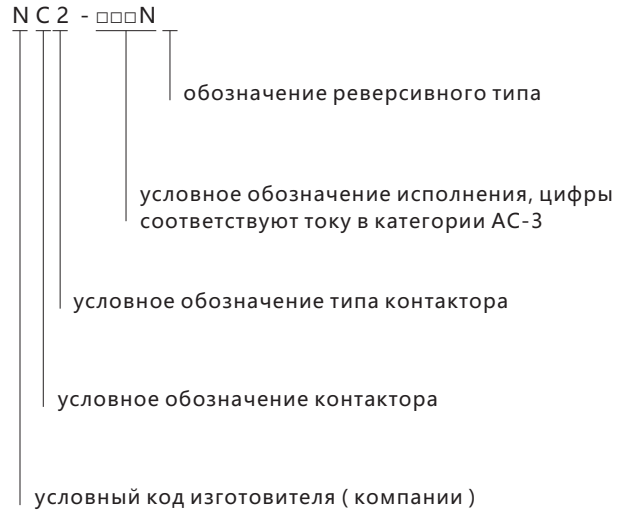 NC2-□□□N
обозначение реверсивного типа
условное обозначение исполнения, цифры
соответствуют току в категории АС-3
условное обозначение типа контактора
условное обозначение контактора
условный код изготовителя ( компании )